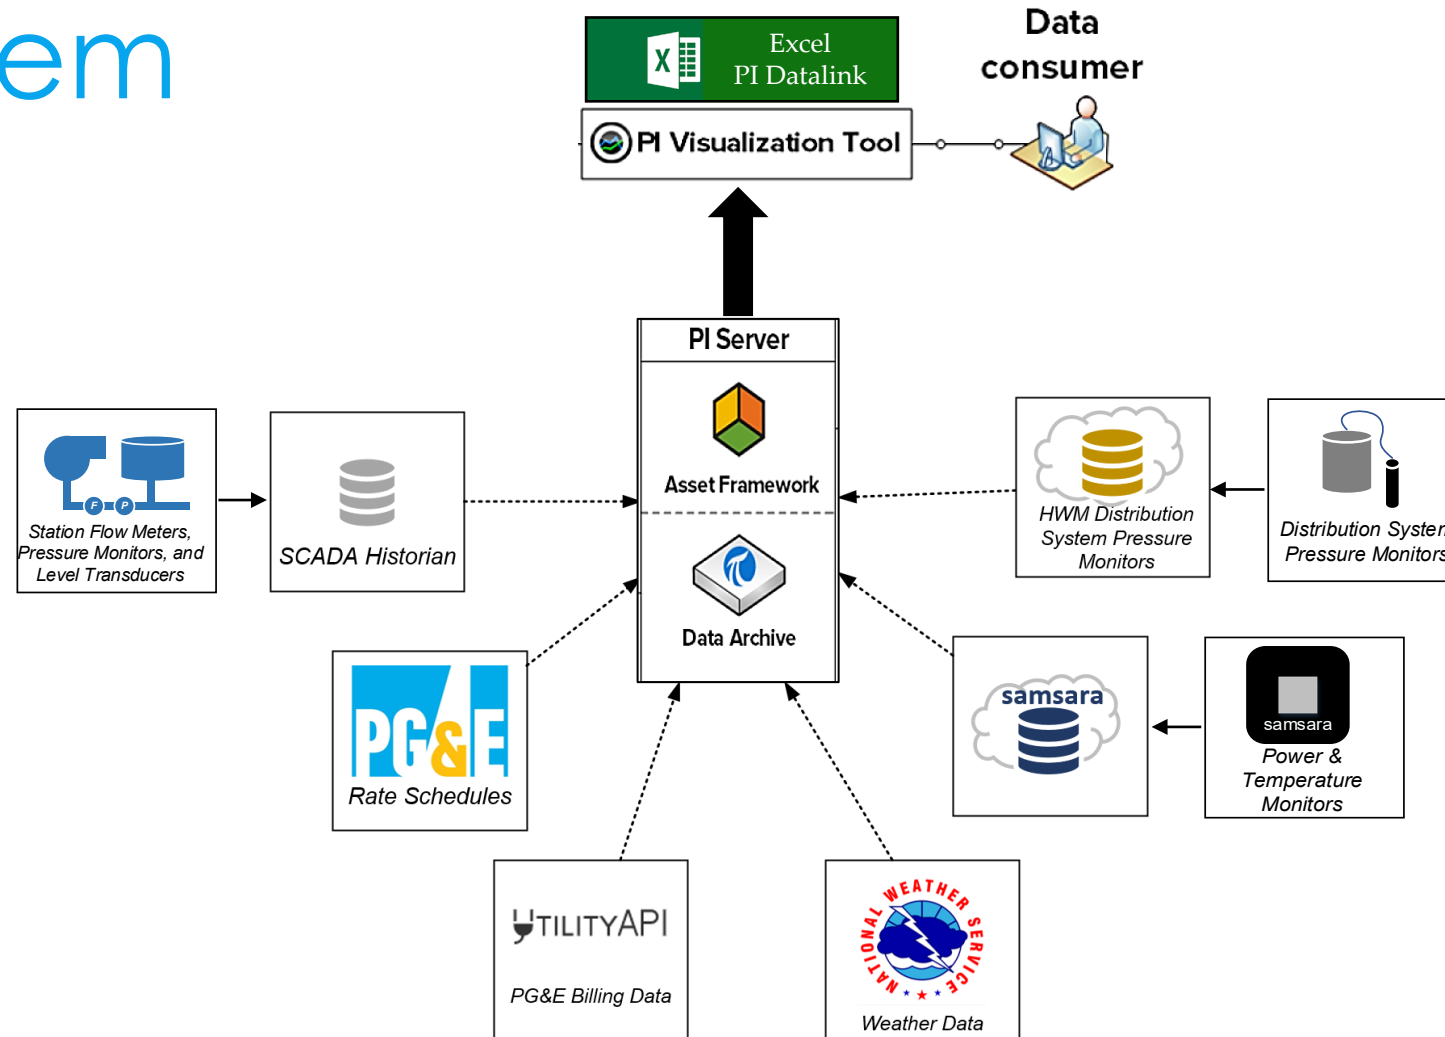 em
Excel
PI Datalink
Data
consumer
PI Visualization Tool
PI Server
Asset Framework
Data Archive
F
P
Station Flow Meters,
Pressure Monitors, and
Level Transducers
SCADA Historian
HWM Distribution
System Pressure
Monitors
Distribution System
Pressure Monitors
PG&E
Rate Schedules
samsara
samsara
Power &
Temperature
Monitors
UTILITYAPI
PG&E Billing Data
NATIONAL WEATHER SERVICE
Weather Data